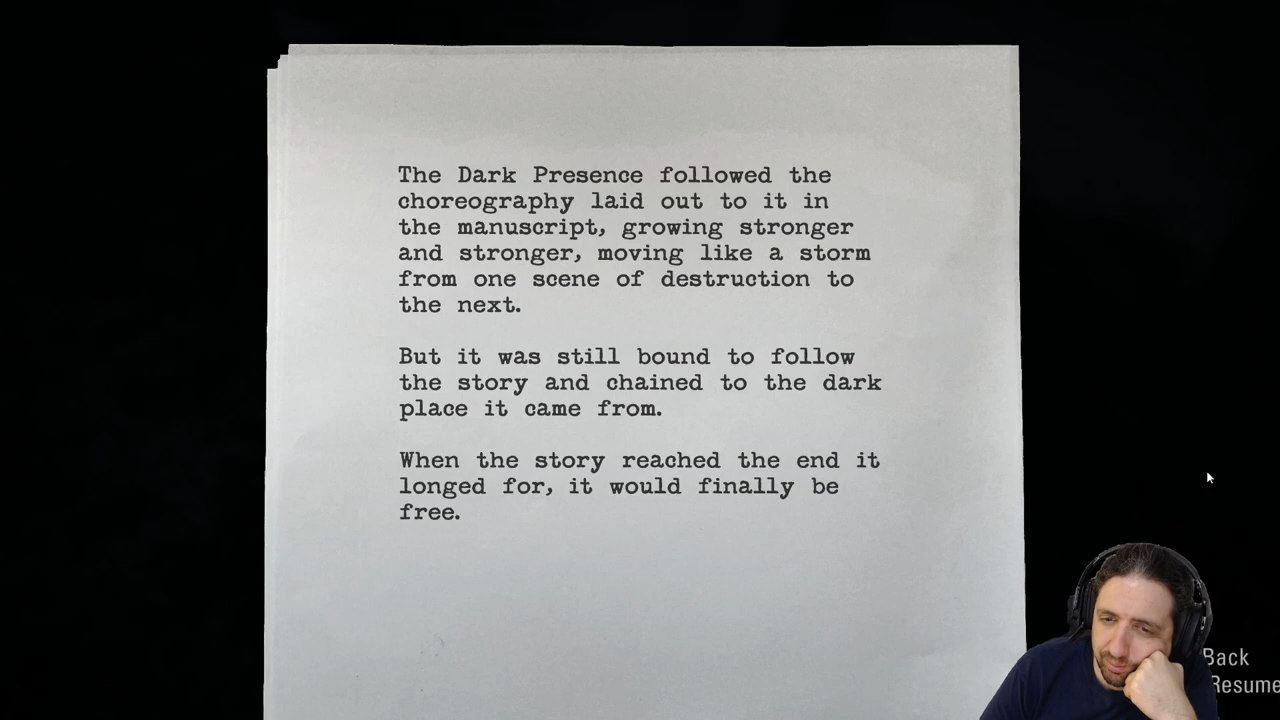 The Dark Presence followed the
choreography laid out to it in
the manuscript, growing stronger
and stronger, moving like a storm
from one scene of destruction to
the next.
But it was still bound to follow
the story and chained to the dark
place it came from.
When the story reached the end it
longed for, it would finally be
free.
Back
Resume